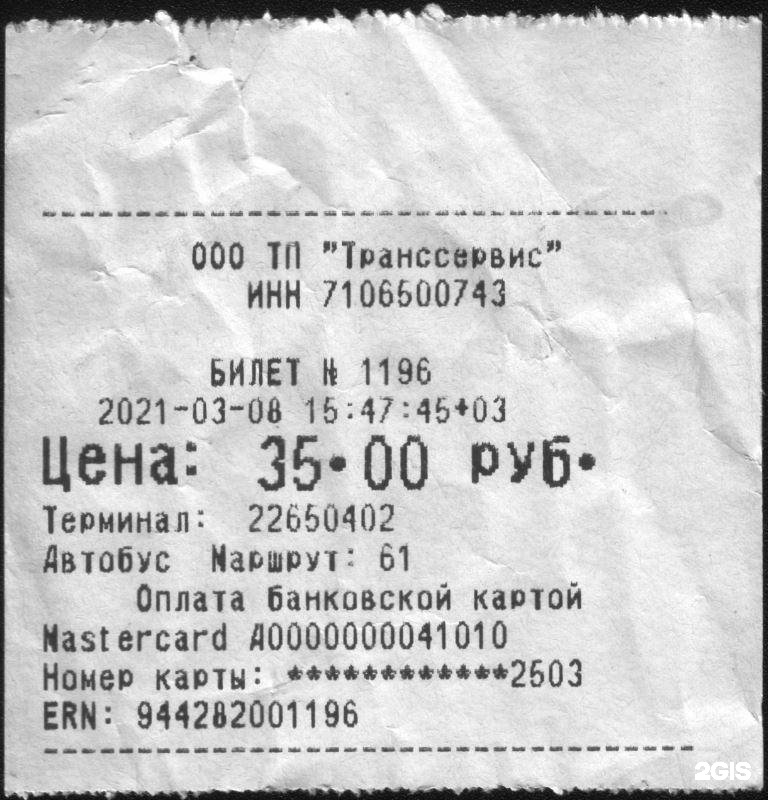 ООО ТП "Транссервис"
ИНН 7106500743
БИЛЕТ № 1196
2021-03-08 15:47:45+03
Цена: 35.00 руб.
Терминал: 22650402
Автобус Маршрут: 61
Оплата банковской картой
Mastercard A0000000041010
Номер карты: ************2503
ERN: 944282001196
2GIS